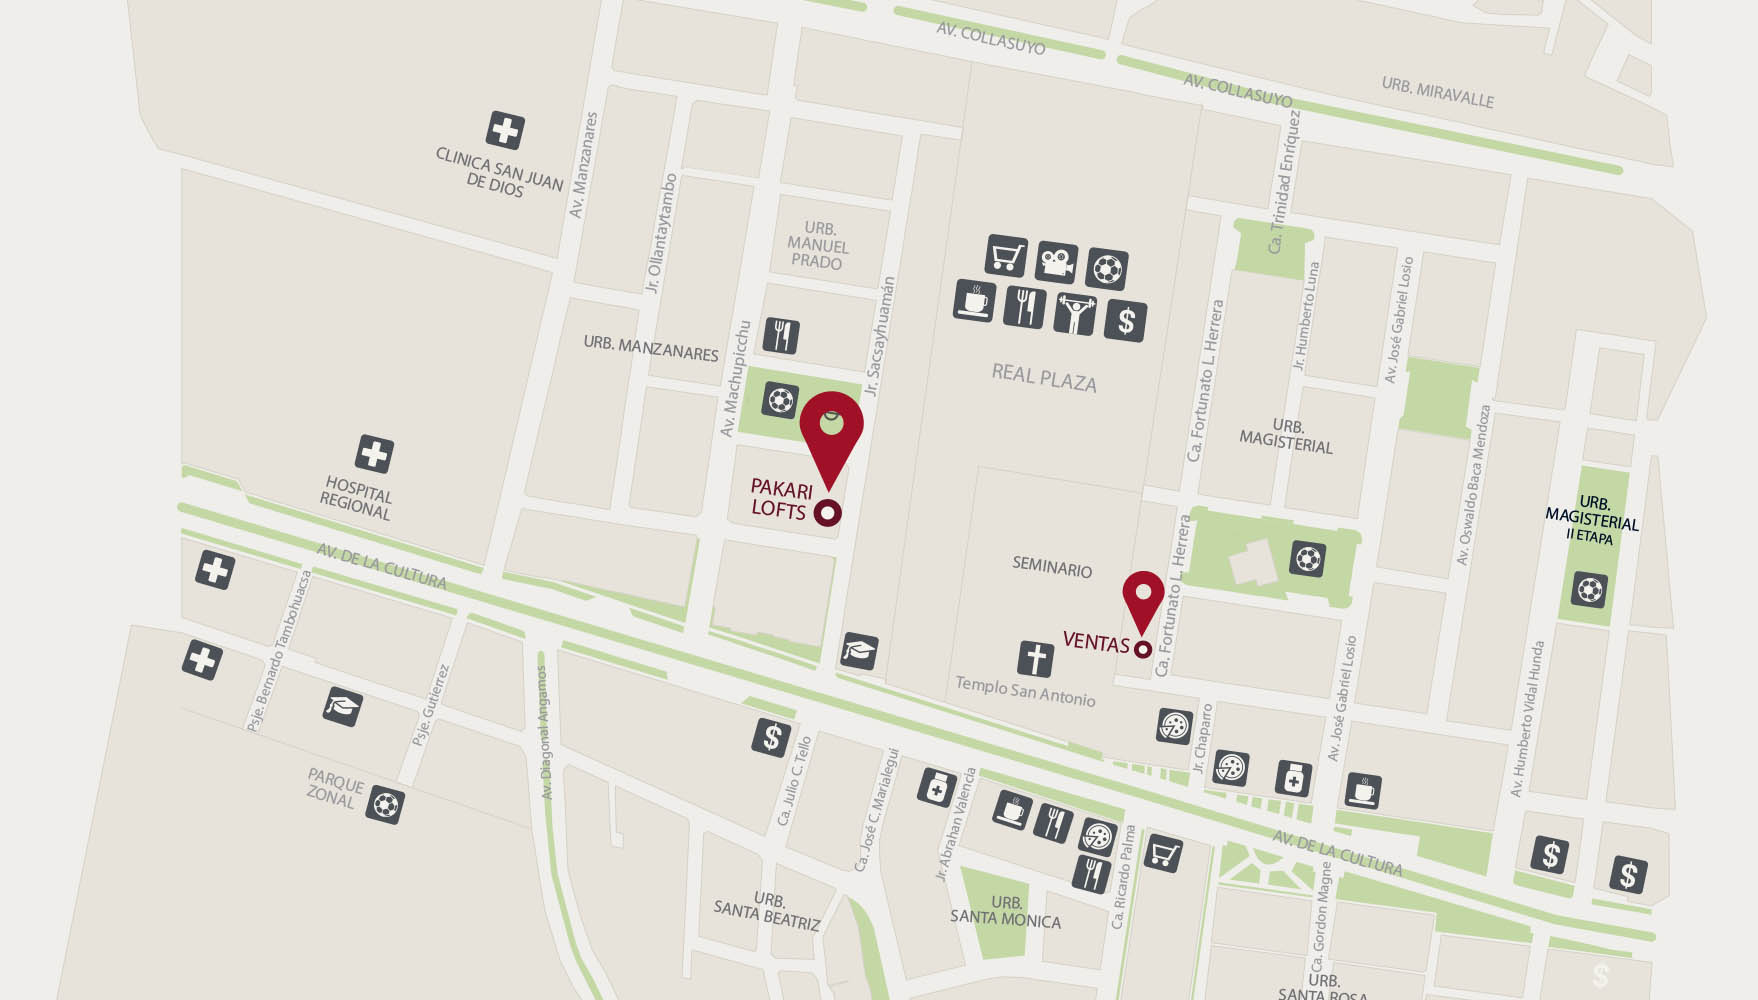 AV. COLLASUYO
AV. COLLASUYO
URB. MIRAVALLE
CLINICA SAN JUAN
DE DIOS
Av. Manzanares
Jr. Ollantaytambo
URB.
MANUEL
PRADO
Ca. Trinidad Enríquez
Jr. Sacsayhuamán
$
Jr. Humberto Luna
Av. José Gabriel Losio
URB. MANZANARES
Av. Machupicchu
REAL PLAZA
Ca. Fortunato L. Herrera
URB.
MAGISTERIAL
Av. Oswaldo Baca Mendoza
HOSPITAL
REGIONAL
PAKARI
LOFTS
URB.
MAGISTERIAL
II ETAPA
AV. DE LA CULTURA
SEMINARIO
Ca. Fortunato L. Herrera
VENTAS
Templo San Antonio
Psje. Bernardo Tambohuacsa
Psje. Gutierrez
Av. Diagonal Angamos
PARQUE
ZONAL
$
Ca. Julio C. Tello
Ca. José C. Marialegui
Jr. Abrahan Valencia
Jr. Chaparro
Av. José Gabriel Losio
Av. Humberto Vidal Hunda
AV. DE LA CULTURA
$
$
Ca. Ricardo Palma
Ca. Gordon Magne
URB.
SANTA BEATRIZ
URB.
SANTA MONICA
URB.
SANTA ROSA
$